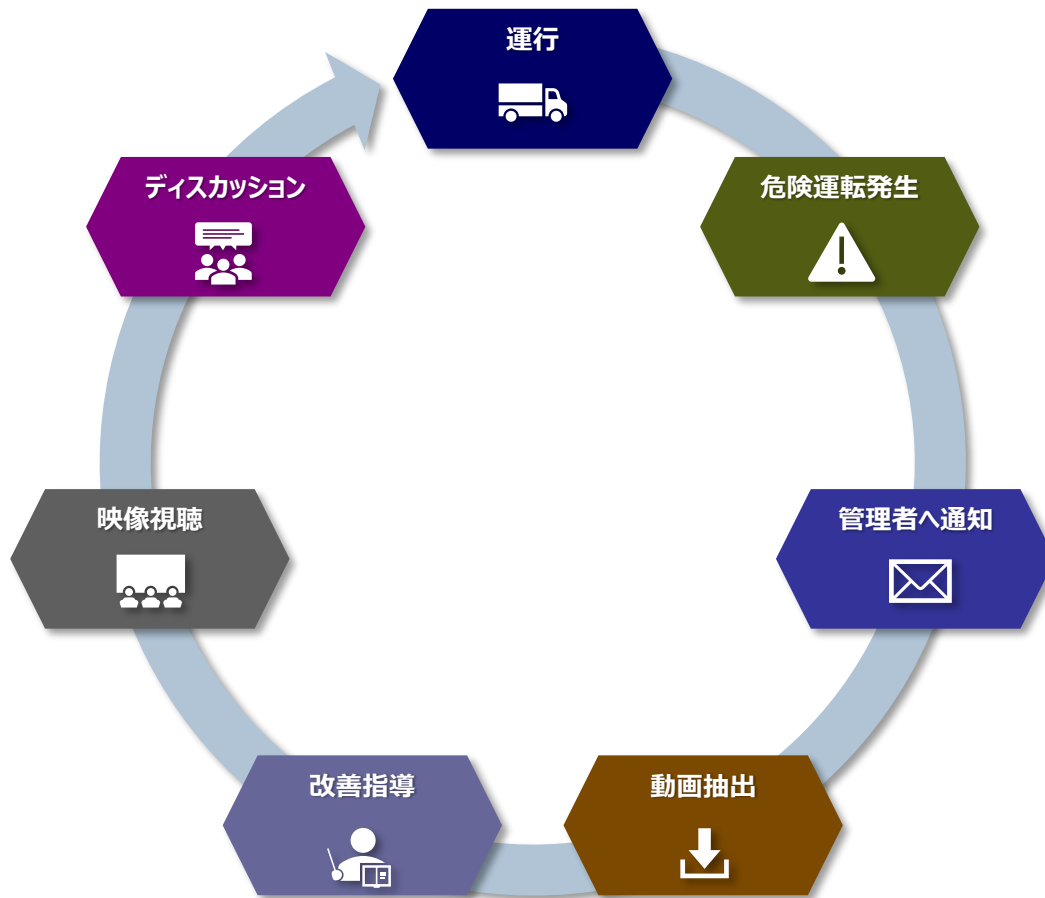 運行
危険運転発生
管理者へ通知
動画抽出
改善指導
映像視聴
ディスカッション